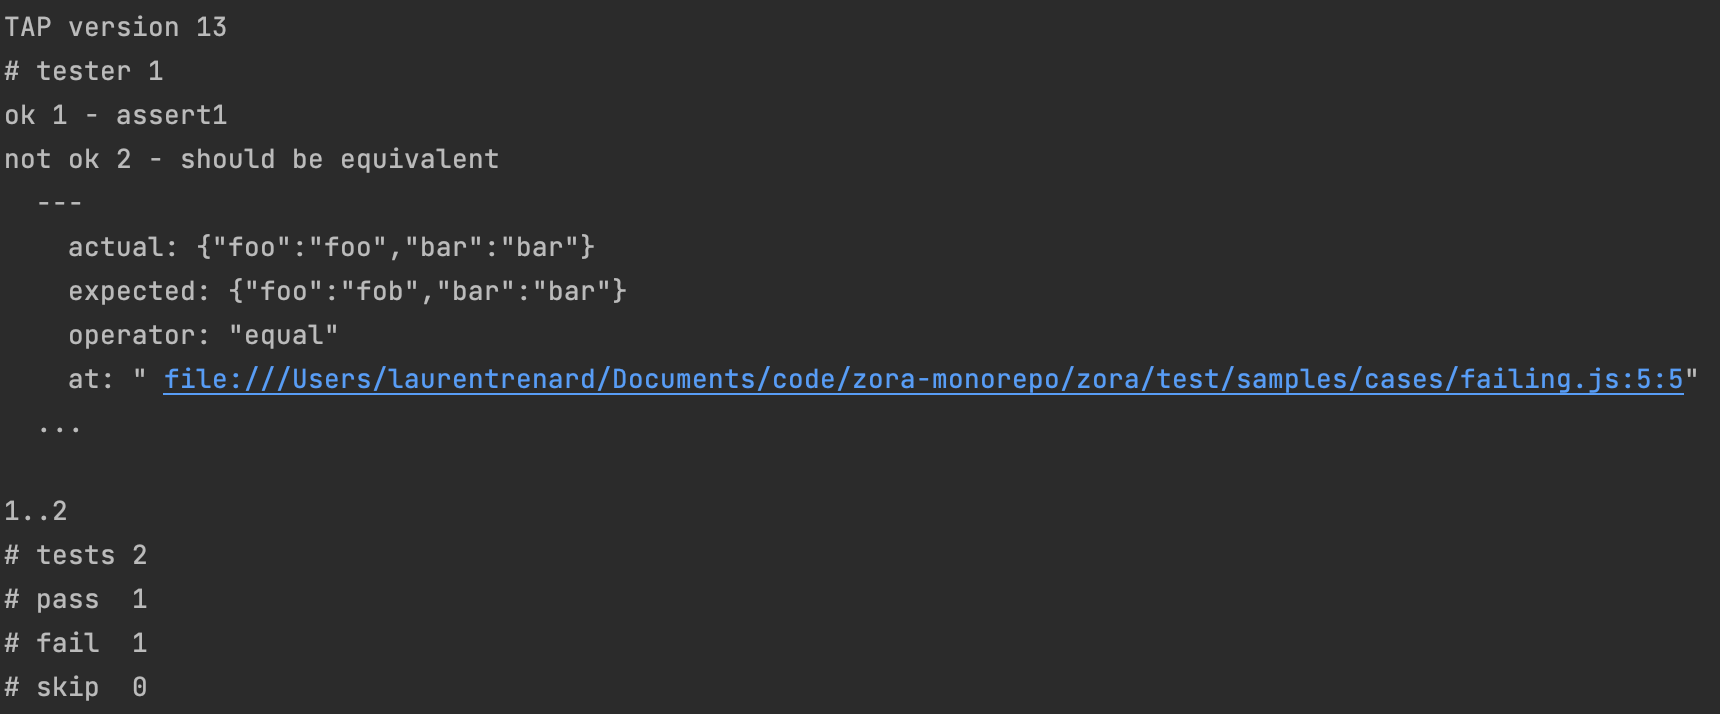 TAP version 13
# tester 1
ok 1 - assert1
not ok 2 - should be equivalent
  ---
    actual: {"foo":"foo","bar":"bar"}
    expected: {"foo":"fob","bar":"bar"}
    operator: "equal"
    at: " file:///Users/laurentrenard/Documents/code/zora-monorepo/zora/test/samples/cases/failing.js:5:5"
  ...

1..2
# tests 2
# pass  1
# fail  1
# skip  0